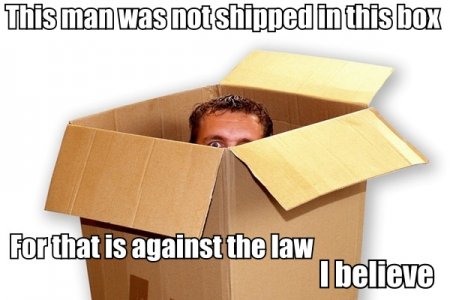 This man was not shipped in this box
For that is against the law
I believe